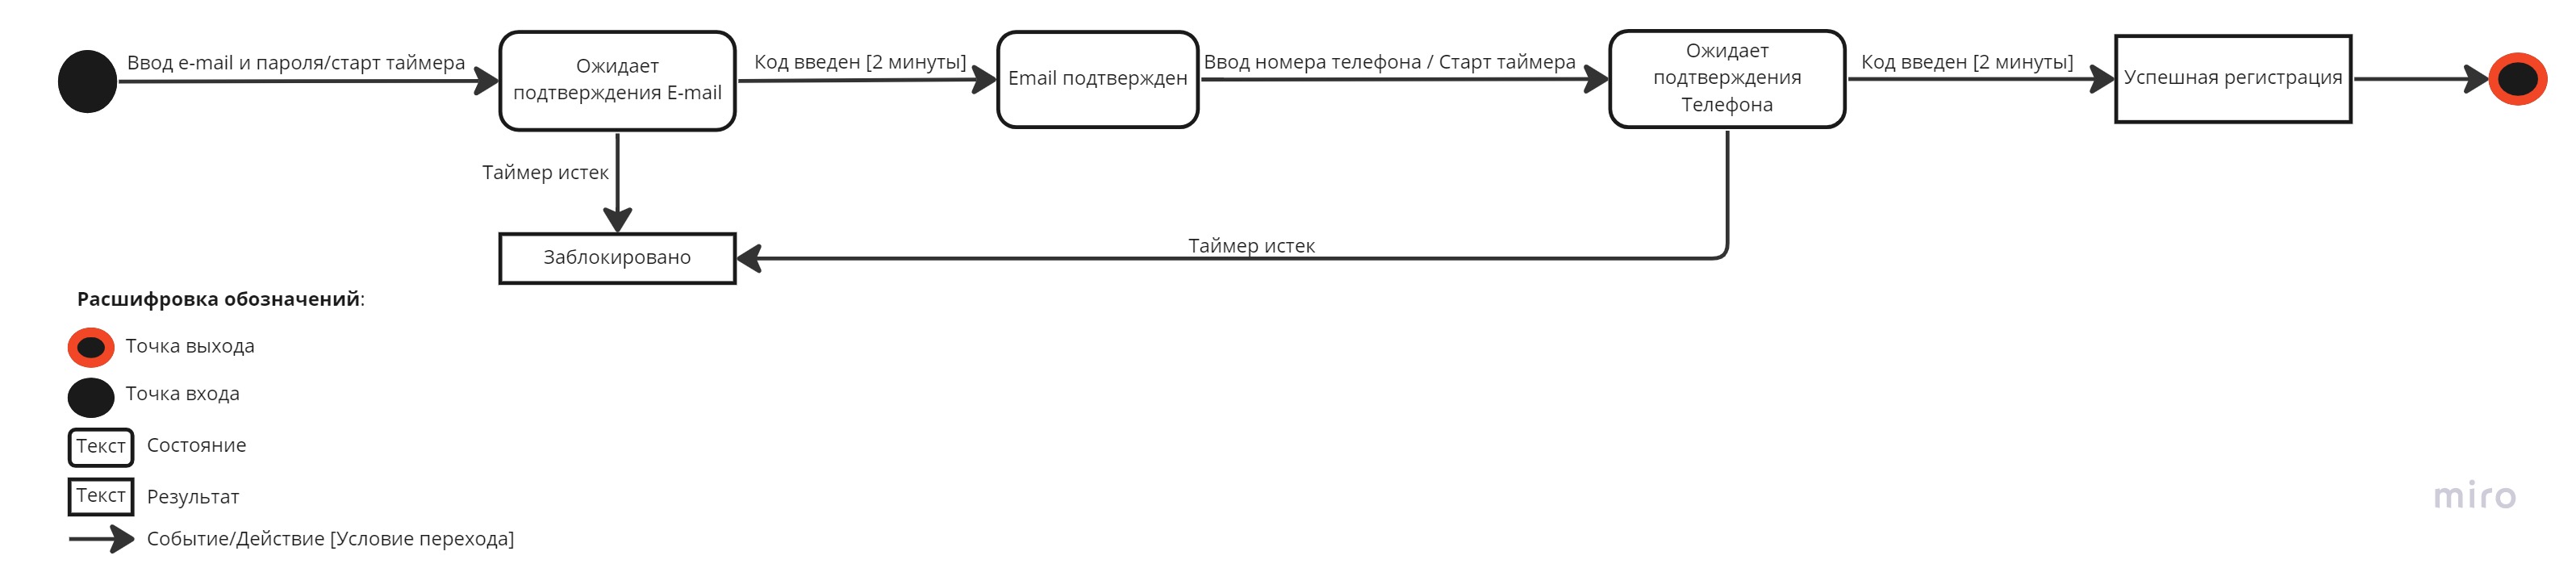 Ввод e-mail и пароля/старт таймера
Ожидает
подтверждения E-mail
Код введен [2 минуты]
Email подтвержден
Ввод номера телефона / Старт таймера
Ожидает
подтверждения
Телефона
Код введен [2 минуты]
Успешная регистрация
Таймер истек
Заблокировано
Таймер истек
Расшифровка обозначений:
Точка выхода
Точка входа
Текст Состояние
Текст Результат
Событие/Действие [Условие перехода]
miro